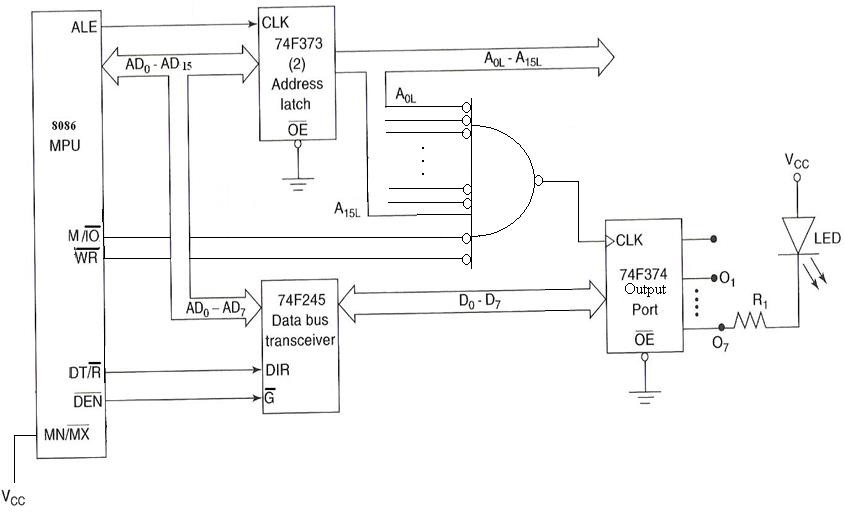 ALE
CLK
74F373
(2)
Address
latch
OE
AD0 - AD15
A0L - A15L
A0L
8086
MPU
A15L
M/IO
WR
VCC
LED
CLK
74F374
Output
Port
OE
O1
R1
O7
AD0 – AD7
74F245
Data bus
transceiver
DIR
G
D0 - D7
DT/R
DEN
MN/MX
VCC